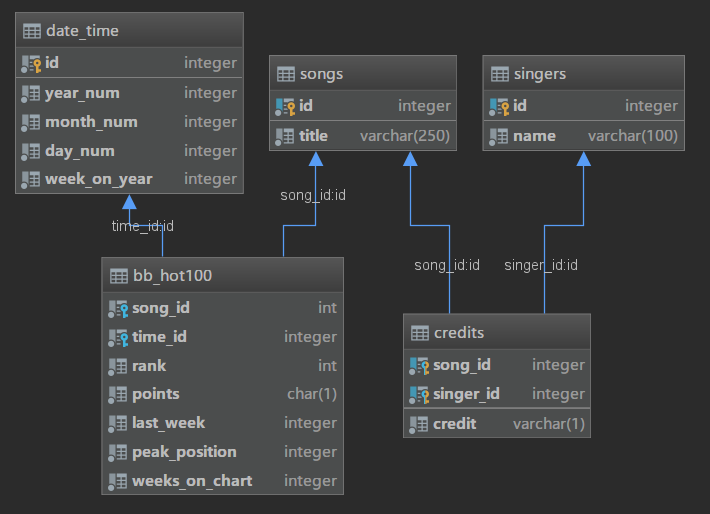 date_time
id integer
year_num integer
month_num integer
day_num integer
week_on_year integer
songs
id integer
title varchar(250)
singers
id integer
name varchar(100)
time_id:id
song_id:id
song_id:id
singer_id:id
bb_hot100
song_id int
time_id integer
rank int
points char(1)
last_week integer
peak_position integer
weeks_on_chart integer
credits
song_id integer
singer_id integer
credit varchar(1)